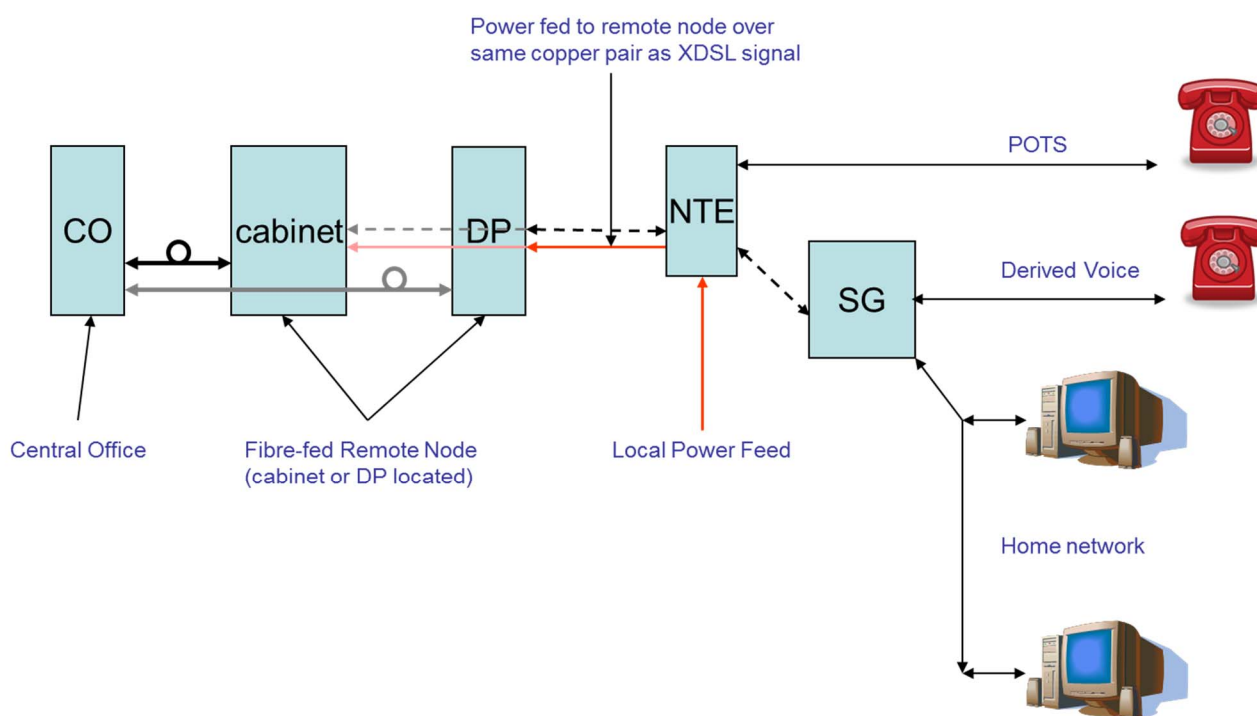 Power fed to remote node over
same copper pair as XDSL signal
POTS
CO
cabinet
DP
NTE
SG
Derived Voice
Central Office
Fibre-fed Remote Node
(cabinet or DP located)
Local Power Feed
Home network